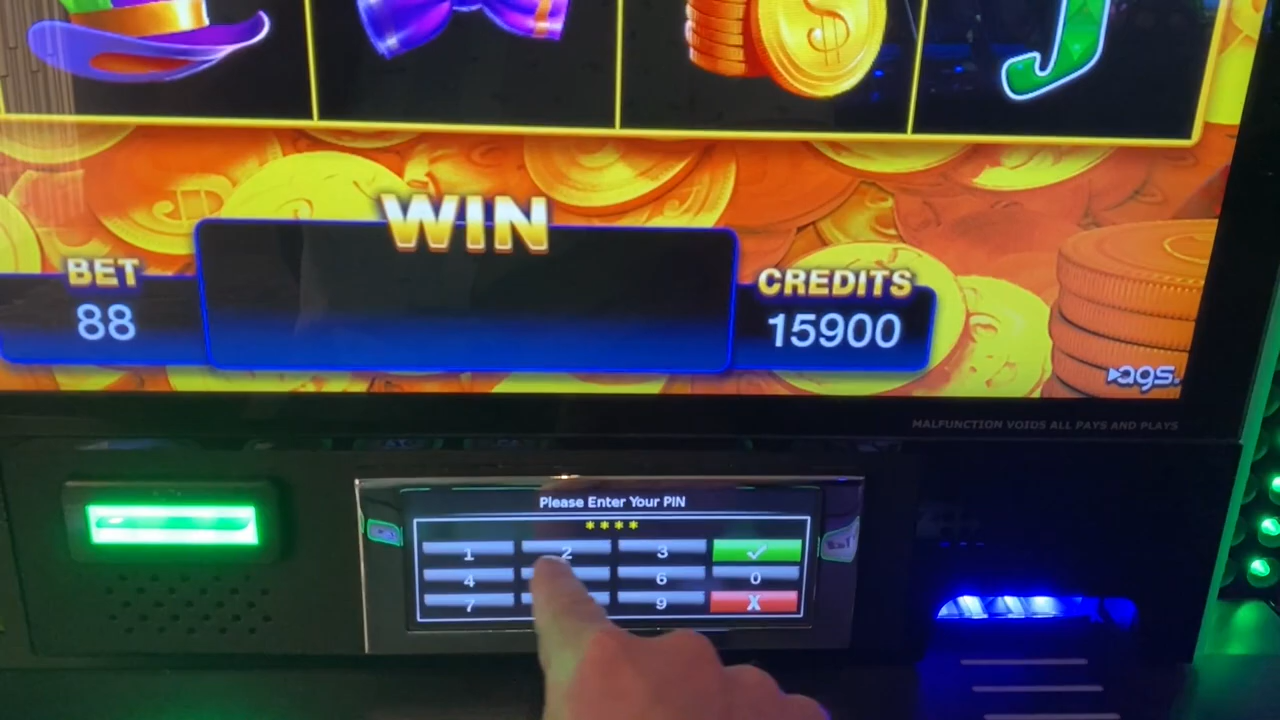 WIN
BET
88
CREDITS
15900
ags.
MALFUNCTION VOIDS ALL PAYS AND PLAYS
Please Enter Your PIN
****
1 2 3 ✓
4 6 0
7 9 X